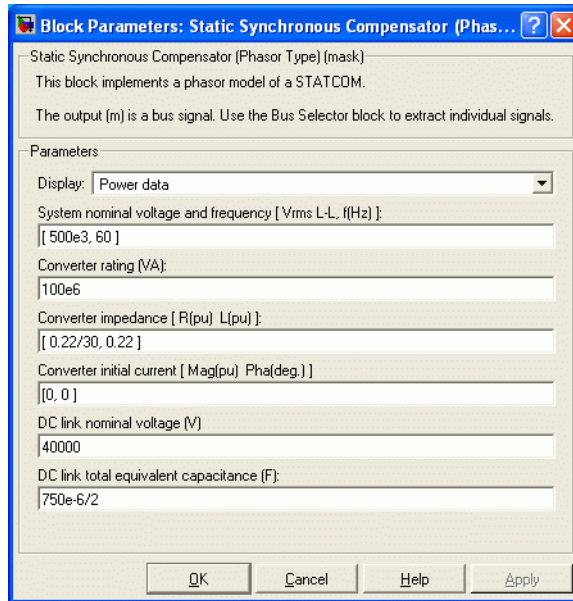 Block Parameters: Static Synchronous Compensator (Phas...
Static Synchronous Compensator (Phasor Type) (mask)
This block implements a phasor model of a STATCOM.
The output (m) is a bus signal. Use the Bus Selector block to extract individual signals.
Parameters
Display: Power data
System nominal voltage and frequency [ Vrms L-L, f(Hz) ]:
[ 500e3, 60 ]
Converter rating (VA):
100e6
Converter impedance [ R(pu) L(pu) ]:
[ 0.22/30, 0.22 ]
Converter initial current [ Mag(pu) Pha(deg.) ]
[0, 0 ]
DC link nominal voltage (V)
40000
DC link total equivalent capacitance (F):
750e-6/2
OK Cancel Help Apply